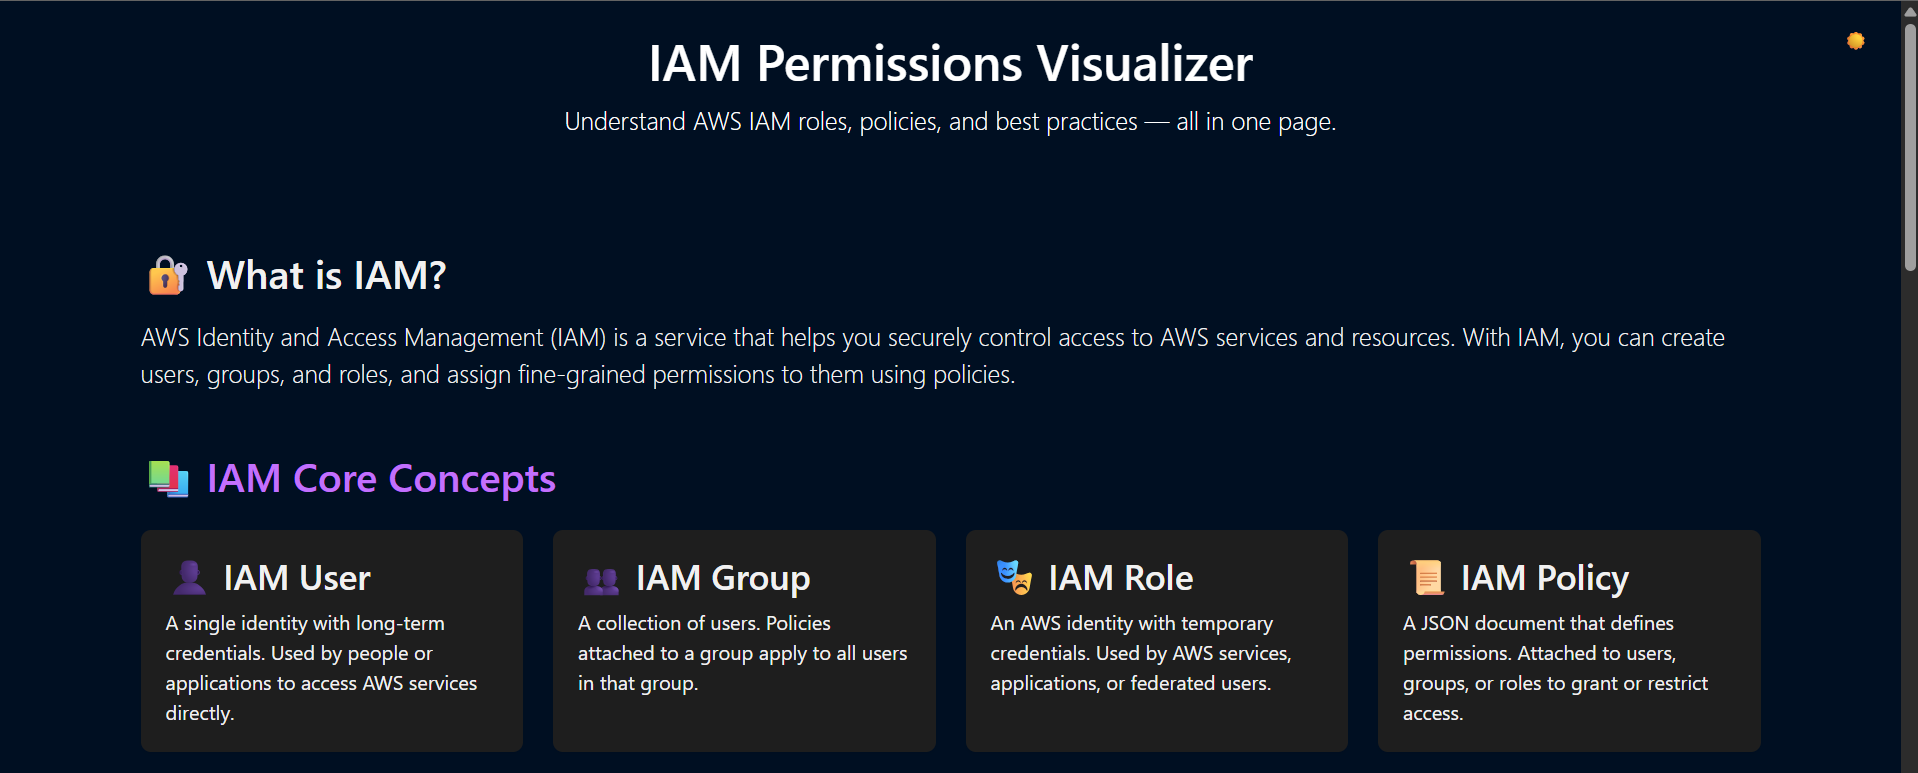 IAM Permissions Visualizer
Understand AWS IAM roles, policies, and best practices — all in one page.
What is IAM?
AWS Identity and Access Management (IAM) is a service that helps you securely control access to AWS services and resources. With IAM, you can create
users, groups, and roles, and assign fine-grained permissions to them using policies.
IAM Core Concepts
IAM User
A single identity with long-term
credentials. Used by people or
applications to access AWS services
directly.
IAM Group
A collection of users. Policies
attached to a group apply to all users
in that group.
IAM Role
An AWS identity with temporary
credentials. Used by AWS services,
applications, or federated users.
IAM Policy
A JSON document that defines
permissions. Attached to users,
groups, or roles to grant or restrict
access.